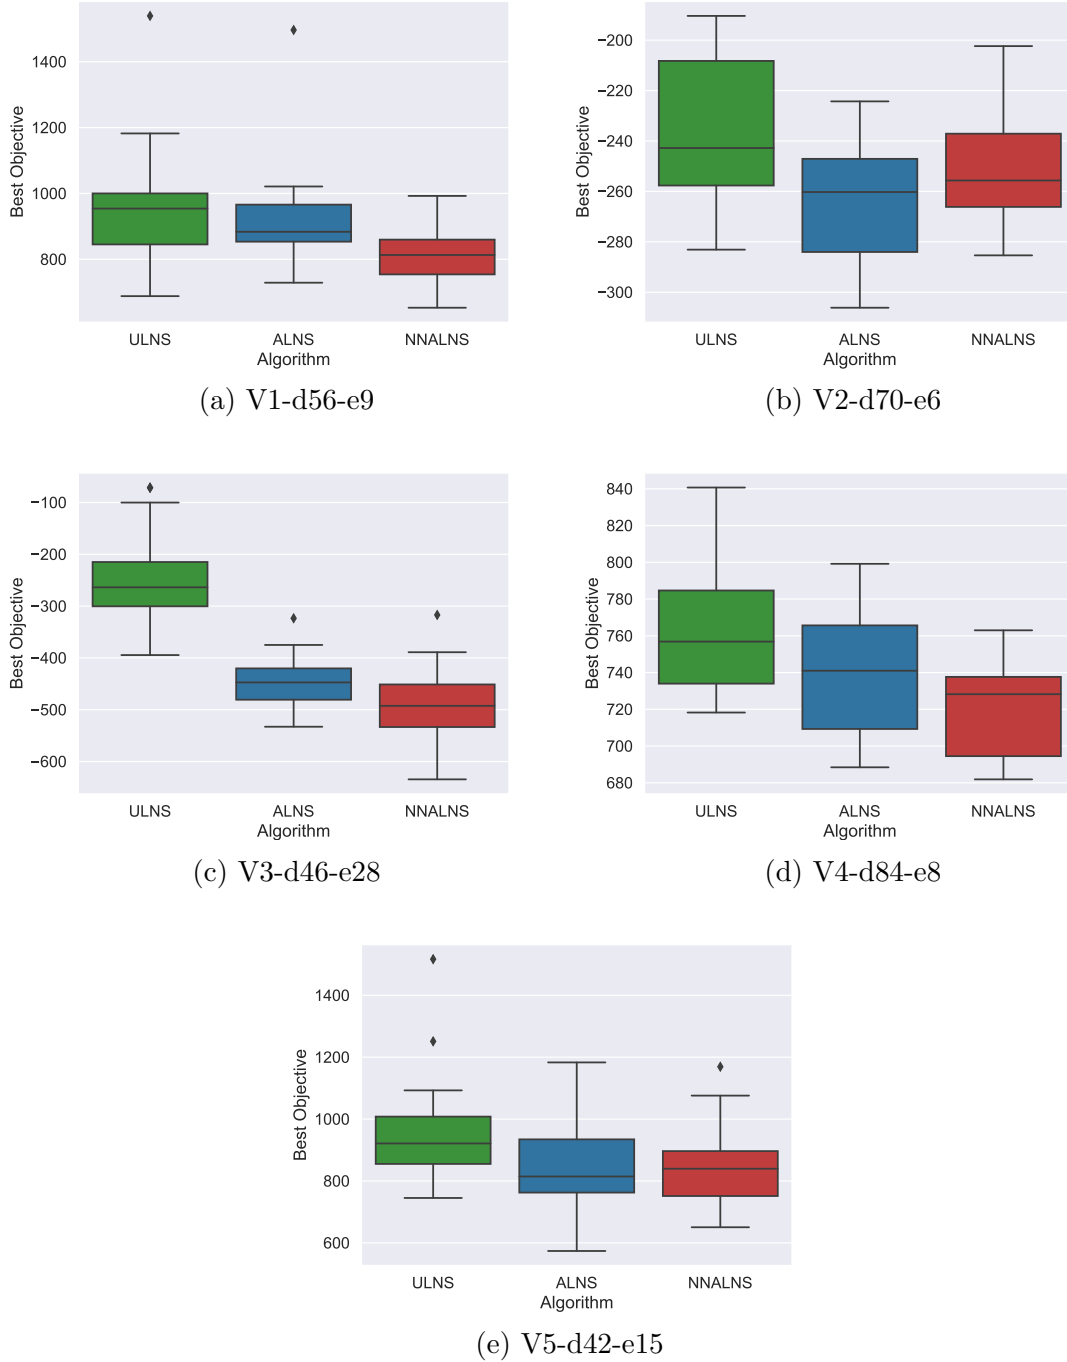 Best Objective
1400
1200
1000
800
ULNS ALNS NNALNS
Algorithm
(a) V1-d56-e9
Best Objective
−200
−220
−240
−260
−280
−300
ULNS ALNS NNALNS
Algorithm
(b) V2-d70-e6
Best Objective
−100
−200
−300
−400
−500
−600
ULNS ALNS NNALNS
Algorithm
(c) V3-d46-e28
Best Objective
840
820
800
780
760
740
720
700
680
ULNS ALNS NNALNS
Algorithm
(d) V4-d84-e8
Best Objective
1400
1200
1000
800
600
ULNS ALNS NNALNS
Algorithm
(e) V5-d42-e15